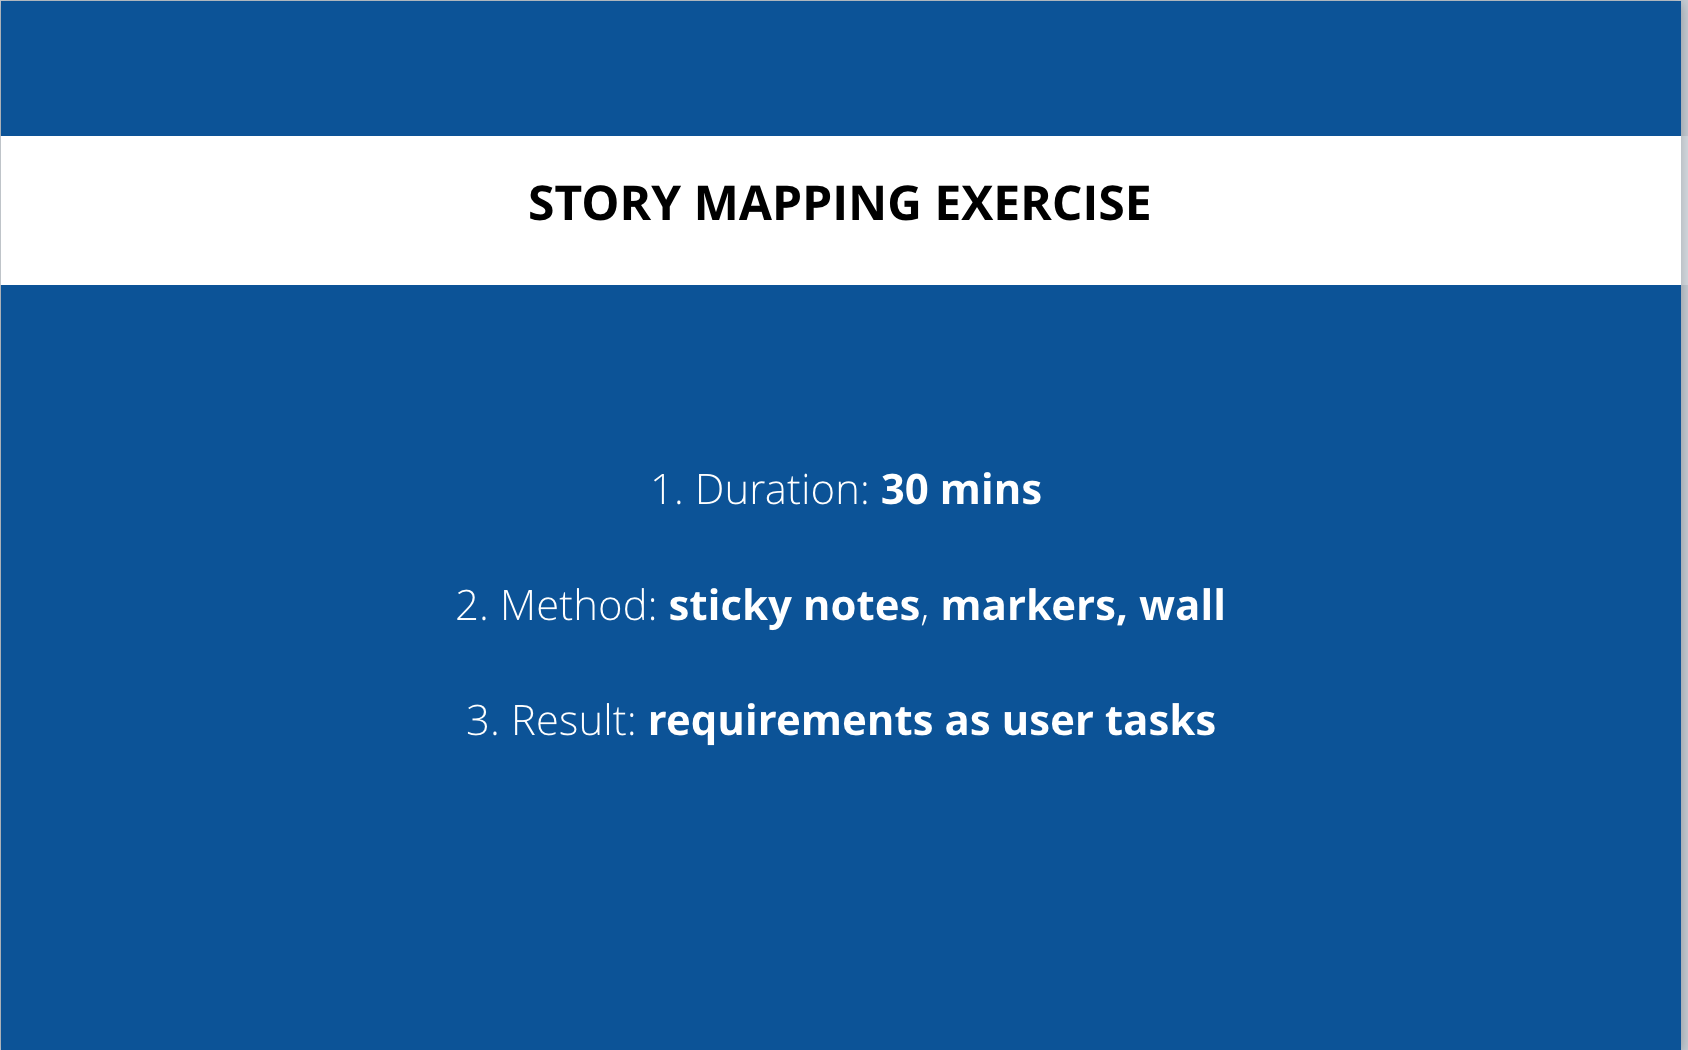 STORY MAPPING EXERCISE
1. Duration: 30 mins
2. Method: sticky notes, markers, wall
3. Result: requirements as user tasks